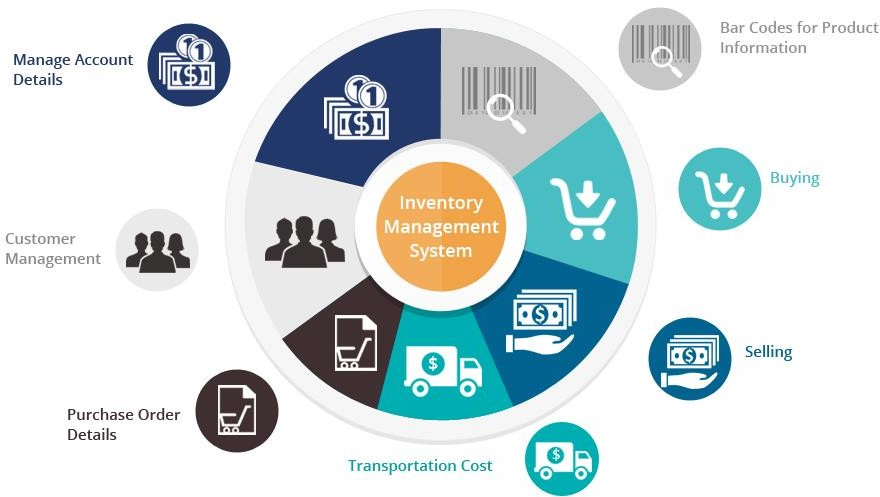 Manage Account
Details
Bar Codes for Product
Information
Buying
Inventory
Management
System
Customer
Management
Selling
Purchase Order
Details
Transportation Cost